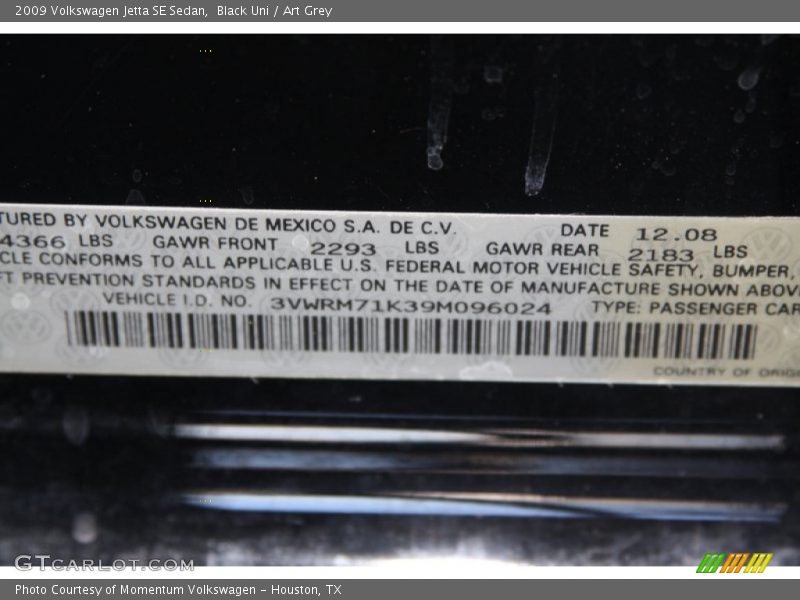 2009 Volkswagen Jetta SE Sedan, Black Uni / Art Grey
TURED BY VOLKSWAGEN DE MEXICO S.A. DE C.V. DATE 12.08
4366 LBS GAWR FRONT 2293 LBS GAWR REAR 2183 LBS
CLE CONFORMS TO ALL APPLICABLE U.S. FEDERAL MOTOR VEHICLE SAFETY, BUMPER,
FT PREVENTION STANDARDS IN EFFECT ON THE DATE OF MANUFACTURE SHOWN ABOV
VEHICLE I.D. NO. 3VWRM71K39M096024 TYPE: PASSENGER CAR
COUNTRY OF ORIG
GTCARLOT.COM
Photo Courtesy of Momentum Volkswagen - Houston, TX